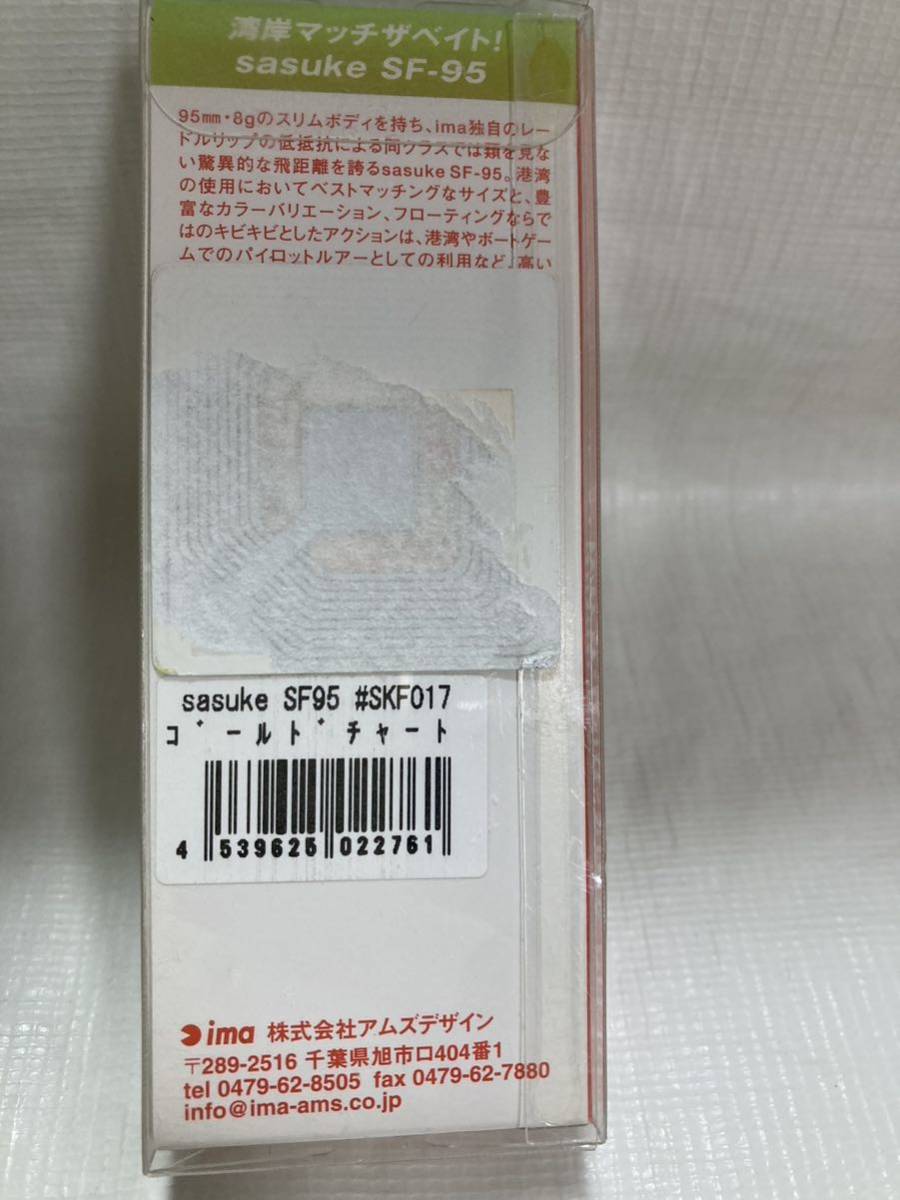 湾岸マッチザベイト!
sasuke SF-95
95mm・8gのスリムボディを持ち、ima独自のレー
ドルリップの低抵抗による同クラスでは類を見な
い驚異的な飛距離を誇るsasuke SF-95。港湾
の使用においてベストマッチングなサイズと、豊
富なカラーバリエーション、フローティングならで
はのキビキビとしたアクションは、港湾やボートゲー
ムでのパイロットルアーとしての利用など、高い
sasuke SF95 #SKF017
ゴールドチャート
4 539625 022761
ima 株式会社アムズデザイン
〒289-2516 千葉県旭市ロ404番1
tel 0479-62-8505 fax 0479-62-7880
info@ima-ams.co.jp